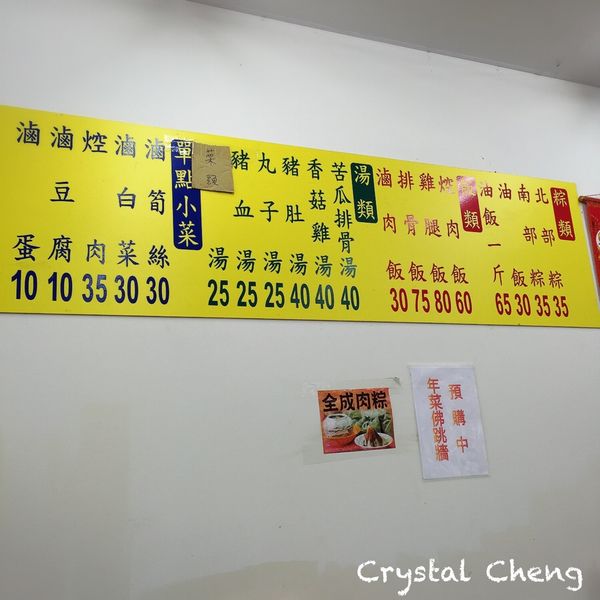 粽類
北部粽 35
南部粽 35
油飯 30
油飯一斤 65
類
焢肉飯 60
雞腿飯 80
排骨飯 75
滷肉飯 30
湯類
苦瓜排骨湯 40
香菇雞湯 40
豬肚湯 40
丸子湯 25
豬血湯 25
菜頭湯 25
單點小菜
滷筍絲 30
滷白菜 30
焢肉 35
滷豆腐 10
滷蛋 10
全成肉粽
預購中
年菜佛跳牆
Crystal Cheng